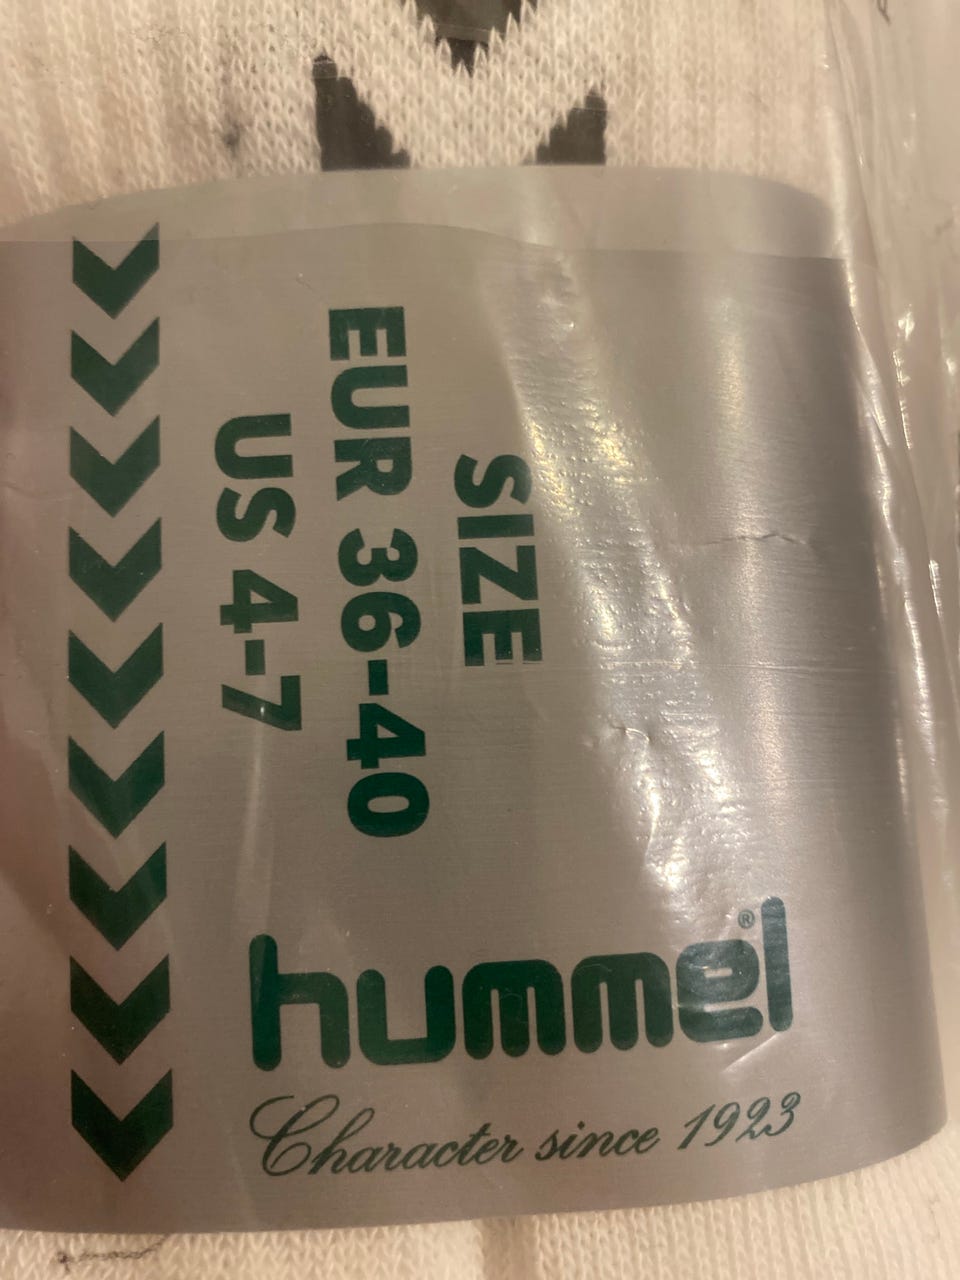 SIZE
EUR 36-40
US 4-7
hummel®
Character since 1923